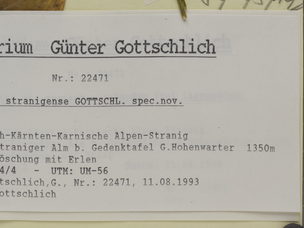 rium Günter Gottschlich
Nr.: 22471
stranigense GOTTSCHL. spec.nov.
h-Kärnten-Karnische Alpen-Stranig
traniger Alm b. Gedenktafel G.Hohenwarter 1350m
öschung mit Erlen
4/4 - UTM: UM-56
tschlich,G., Nr.: 22471, 11.08.1993
ottschlich